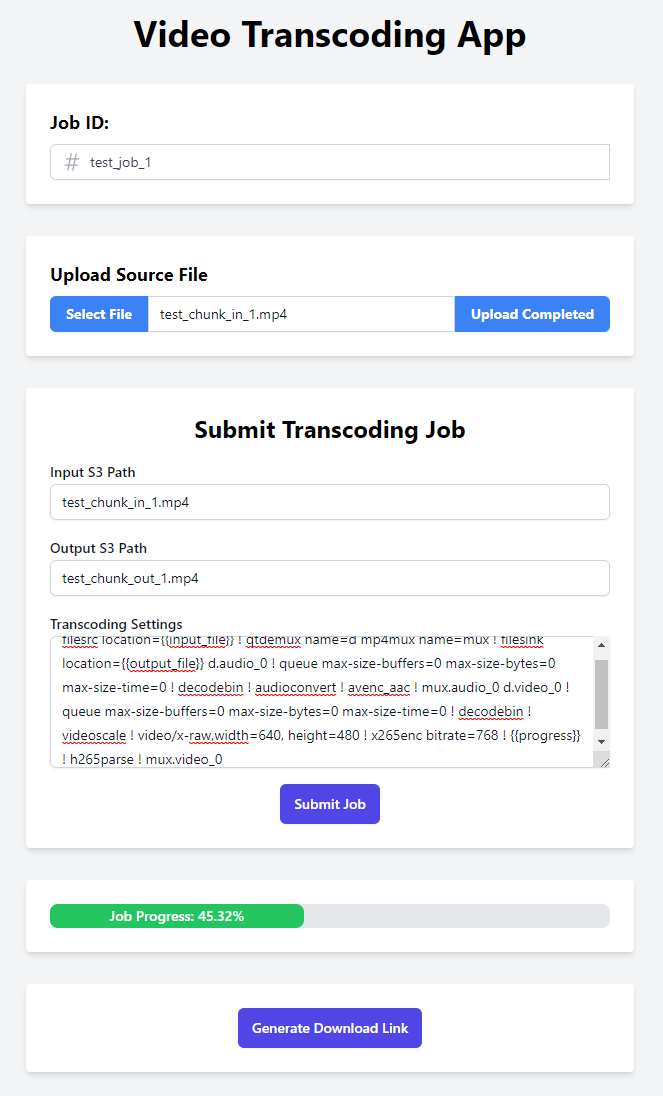 Video Transcoding App
Job ID:
# test_job_1
Upload Source File
Select File test_chunk_in_1.mp4 Upload Completed
Submit Transcoding Job
Input S3 Path
test_chunk_in_1.mp4
Output S3 Path
test_chunk_out_1.mp4
Transcoding Settings
filesrc location={{input_file}} ! qtdemux name=d mp4mux name=mux ! filesink
location={{output_file}} d.audio_0 ! queue max-size-buffers=0 max-size-bytes=0
max-size-time=0 ! decodebin ! audioconvert ! avenc_aac ! mux.audio_0 d.video_0 !
queue max-size-buffers=0 max-size-bytes=0 max-size-time=0 ! decodebin !
videoscale ! video/x-raw,width=640, height=480 ! x265enc bitrate=768 ! {{progress}}
! h265parse ! mux.video_0
Submit Job
Job Progress: 45.32%
Generate Download Link